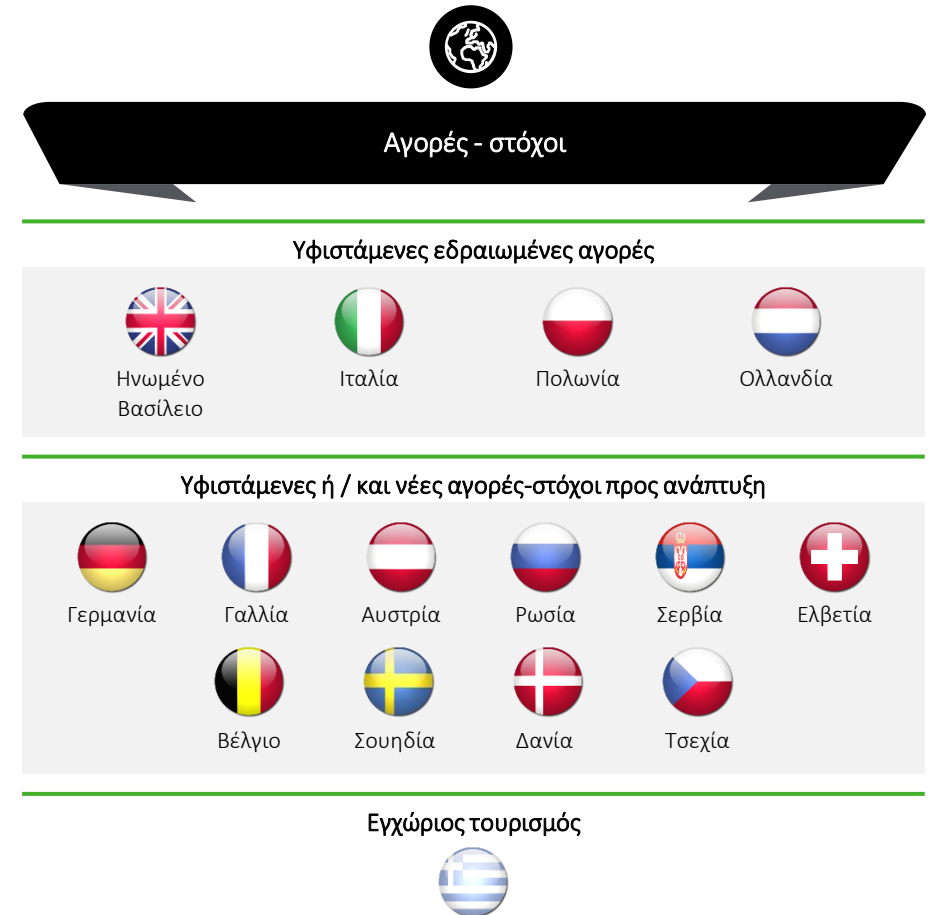 Αγορές - στόχοι
Υφιστάμενες εδραιωμένες αγορές
Ηνωμένο Βασίλειο
Ιταλία
Πολωνία
Ολλανδία
Υφιστάμενες ή / και νέες αγορές-στόχοι προς ανάπτυξη
Γερμανία
Γαλλία
Αυστρία
Ρωσία
Σερβία
Ελβετία
Βέλγιο
Σουηδία
Δανία
Τσεχία
Εγχώριος τουρισμός